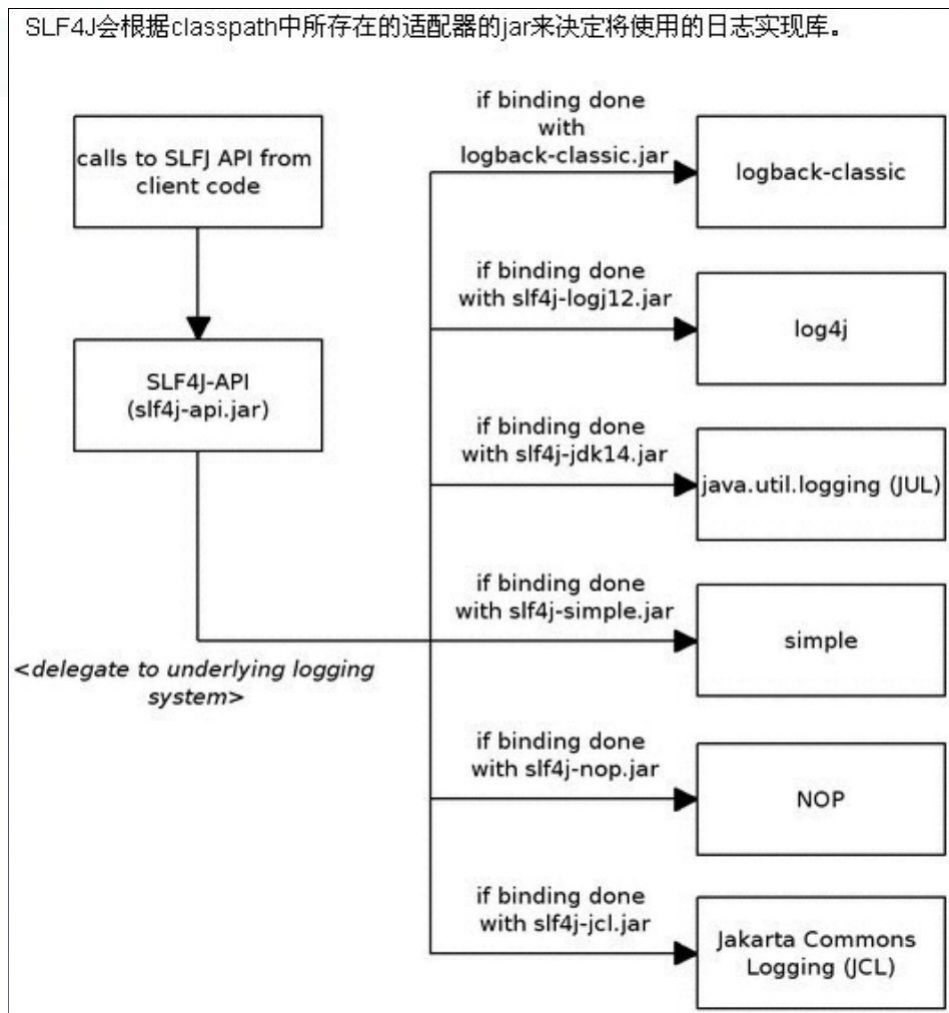 SLF4J会根据classpath中所存在的适配器的jar来决定将使用的日志实现库。
calls to SLFJ API from
client code
SLF4J-API
(slf4j-api.jar)
<delegate to underlying logging
system>
if binding done
with
logback-classic.jar
logback-classic
if binding done
with slf4j-logj12.jar
log4j
if binding done
with slf4j-jdk14.jar
java.util.logging (JUL)
if binding done
with slf4j-simple.jar
simple
if binding done
with slf4j-nop.jar
NOP
if binding done
with slf4j-jcl.jar
Jakarta Commons
Logging (JCL)